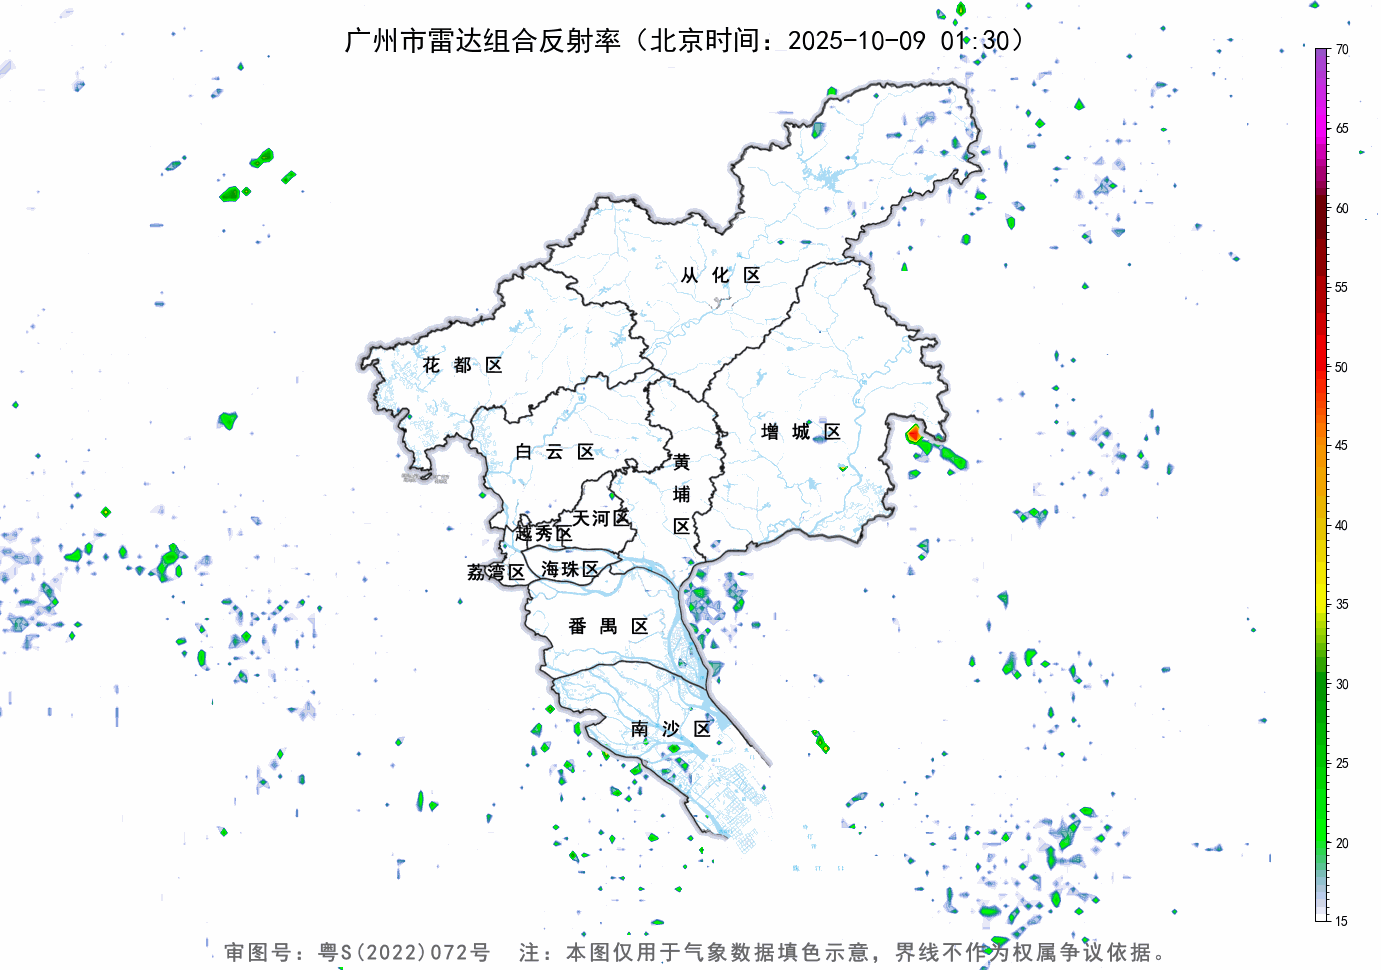 广州市雷达组合反射率（北京时间：2025-10-09 01:30）
70
65
60
55
50
45
40
35
30
25
20
15
从化区
花都区
增城区
白云区
黄埔区
天河区
越秀区
荔湾区
海珠区
番禺区
南沙区
审图号：粤S(2022)072号　注：本图仅用于气象数据填色示意，界线不作为权属争议依据。